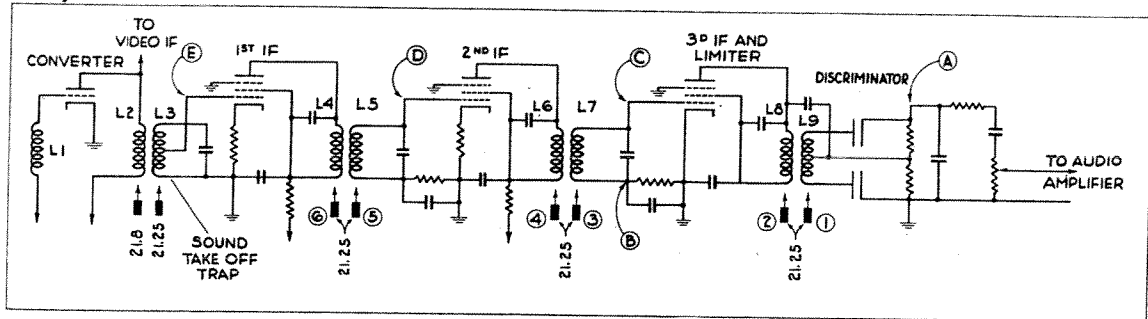 TO
VIDEO IF
CONVERTER
E
1ST IF
D
2ND IF
C
3D IF AND
LIMITER
DISCRIMINATOR
A
L1
L2
L3
L4
L5
L6
L7
L8
L9
TO AUDIO
AMPLIFIER
B
6
5
4
3
2
1
21.8
21.25
SOUND
TAKE OFF
TRAP
21.25
21.25
21.25